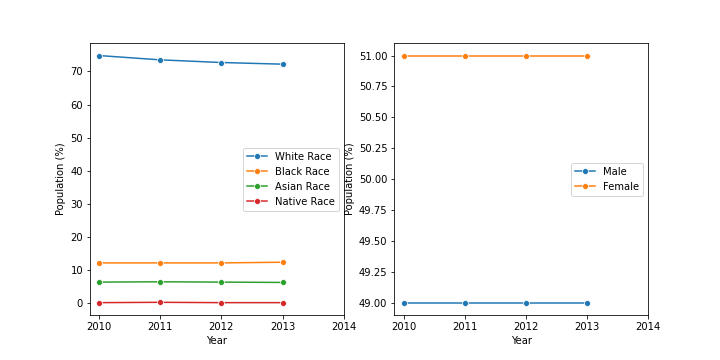 Population (%)
70
60
50
40
30
20
10
0
2010 2011 2012 2013 2014
Year
White Race
Black Race
Asian Race
Native Race
Population (%)
51.00
50.75
50.50
50.25
50.00
49.75
49.50
49.25
49.00
2010 2011 2012 2013 2014
Year
Male
Female